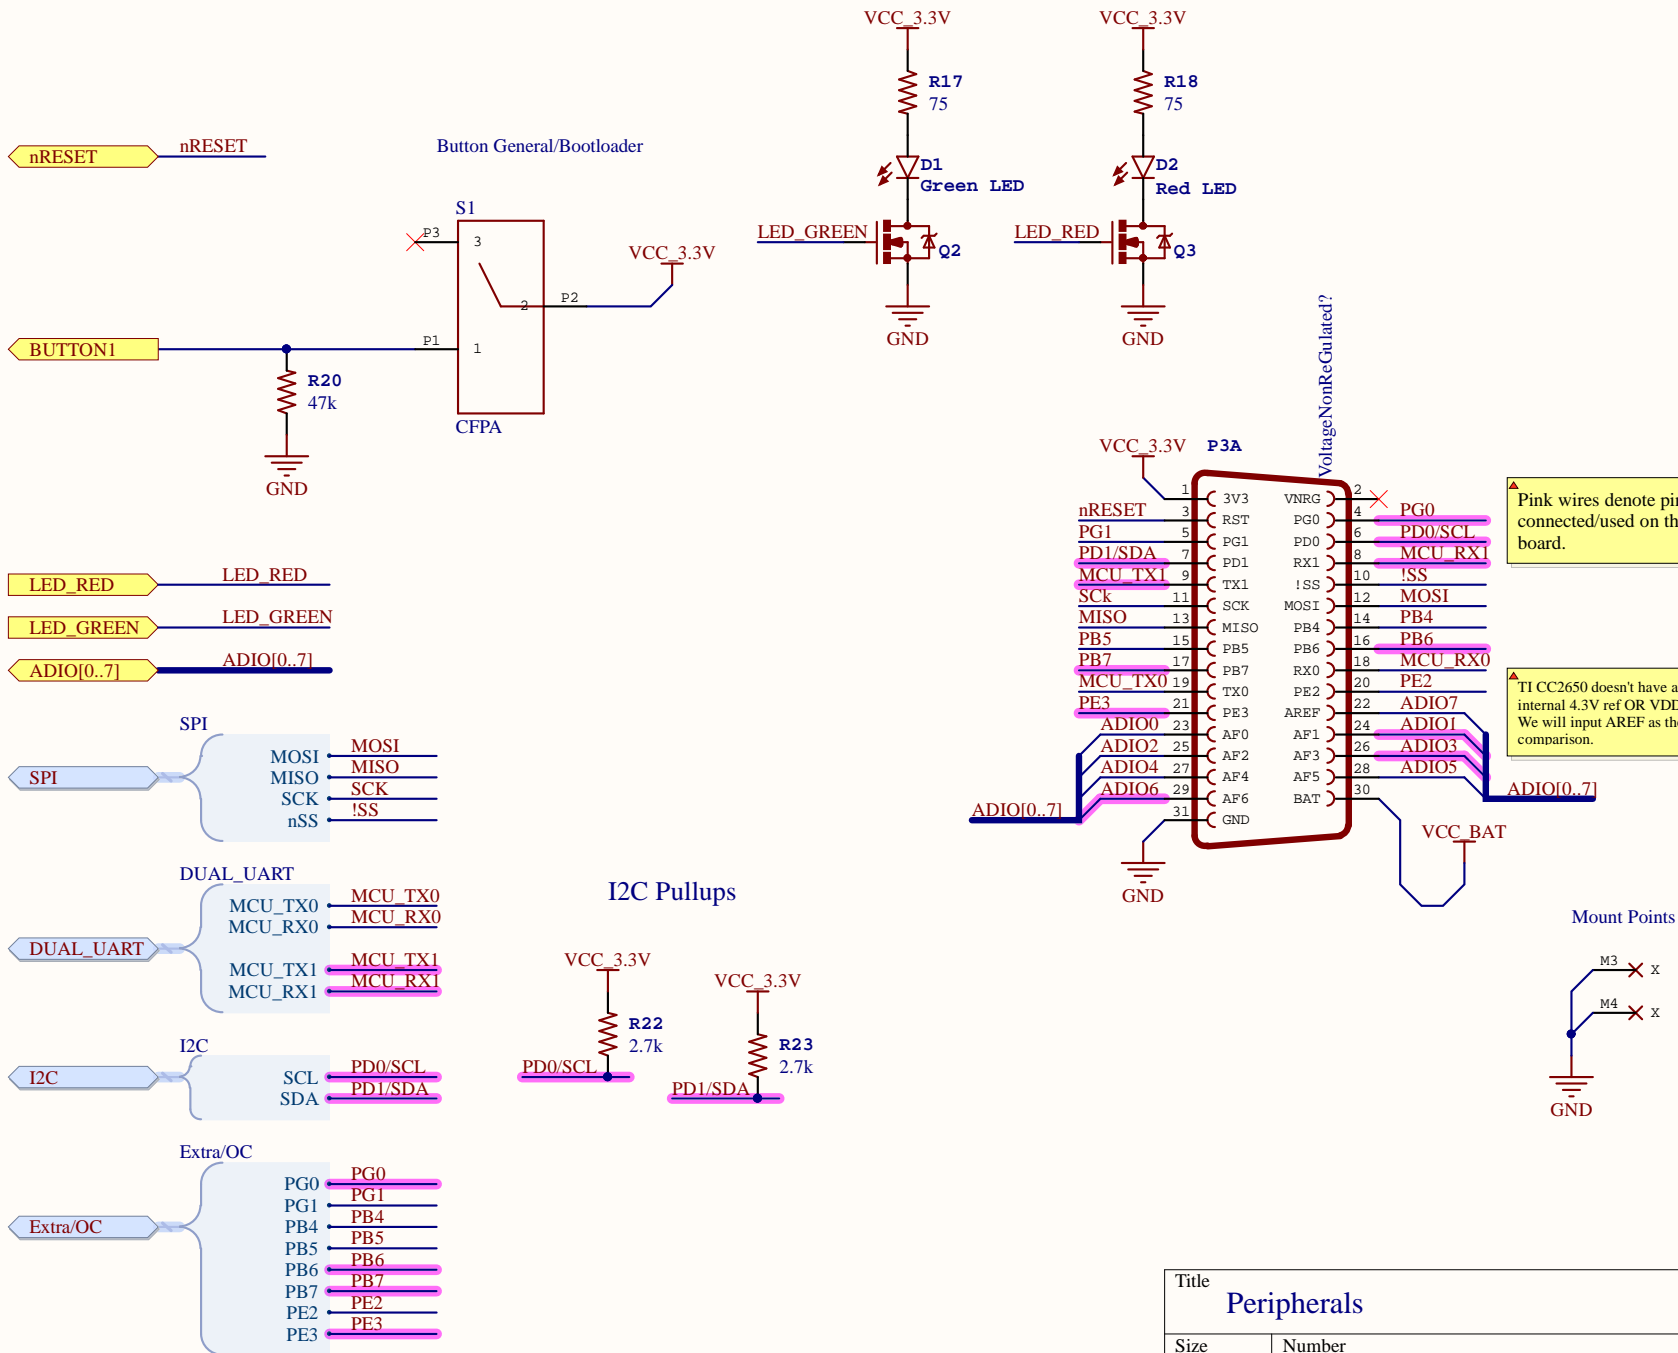 VCC_3.3V
R17
75
D1
Green LED
LED_GREEN
Q2
GND
VCC_3.3V
R18
75
D2
Red LED
LED_RED
Q3
GND
nRESET nRESET
Button General/Bootloader
S1
P3 3
VCC_3.3V
2 P2
BUTTON1
P1 1
R20
47k
CFPA
GND
LED_RED LED_RED
LED_GREEN LED_GREEN
ADIO[0..7] ADIO[0..7]
VoltageNonReGulated?
VCC_3.3V P3A
1 3V3 VNRG 2
nRESET 3 RST PG0 4 PG0
PG1 5 PG1 PD0 6 PD0/SCL
PD1/SDA 7 PD1 RX1 8 MCU_RX1
MCU_TX1 9 TX1 !SS 10 !SS
SCk 11 SCK MOSI 12 MOSI
MISO 13 MISO PB4 14 PB4
PB5 15 PB5 PB6 16 PB6
PB7 17 PB7 RX0 18 MCU_RX0
MCU_TX0 19 TX0 PE2 20 PE2
PE3 21 PE3 AREF 22 ADIO7
ADIO0 23 AF0 AF1 24 ADIO1
ADIO2 25 AF2 AF3 26 ADIO3
ADIO4 27 AF4 AF5 28 ADIO5
ADIO6 29 AF6 BAT 30
31 GND
ADIO[0..7]
ADIO[0..7]
GND
VCC_BAT
Pink wires denote
connected/used on
board.
TI CC2650 doesn't have a
internal 4.3V ref OR VDD
We will input AREF as the
comparison.
SPI
SPI
MOSI MOSI
MISO MISO
SCK SCK
nSS !SS
DUAL_UART
DUAL_UART
MCU_TX0 MCU_TX0
MCU_RX0 MCU_RX0
MCU_TX1 MCU_TX1
MCU_RX1 MCU_RX1
I2C
I2C
SCL PD0/SCL
SDA PD1/SDA
I2C Pullups
VCC_3.3V
R22
2.7k
PD0/SCL
VCC_3.3V
R23
2.7k
PD1/SDA
Mount Points
M3 X
M4 X
GND
Extra/OC
Extra/OC
PG0 PG0
PG1 PG1
PB4 PB4
PB5 PB5
PB6 PB6
PB7 PB7
PE2 PE2
PE3 PE3
Title
Peripherals
Size Number